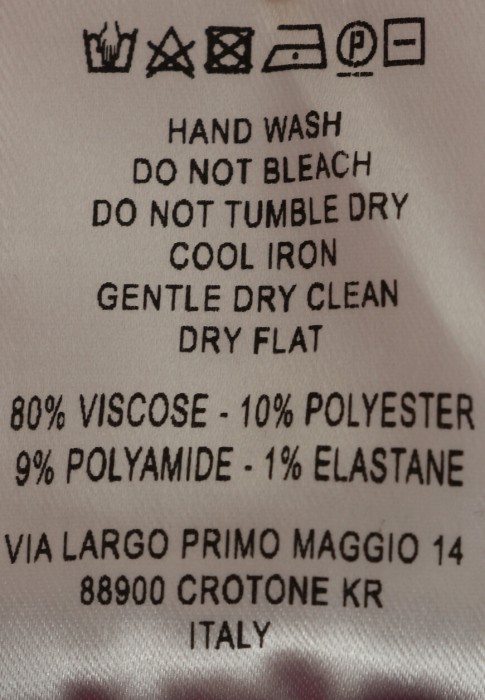 P
HAND WASH
DO NOT BLEACH
DO NOT TUMBLE DRY
COOL IRON
GENTLE DRY CLEAN
DRY FLAT
80% VISCOSE - 10% POLYESTER
9% POLYAMIDE - 1% ELASTANE
VIA LARGO PRIMO MAGGIO 14
88900 CROTONE KR
ITALY